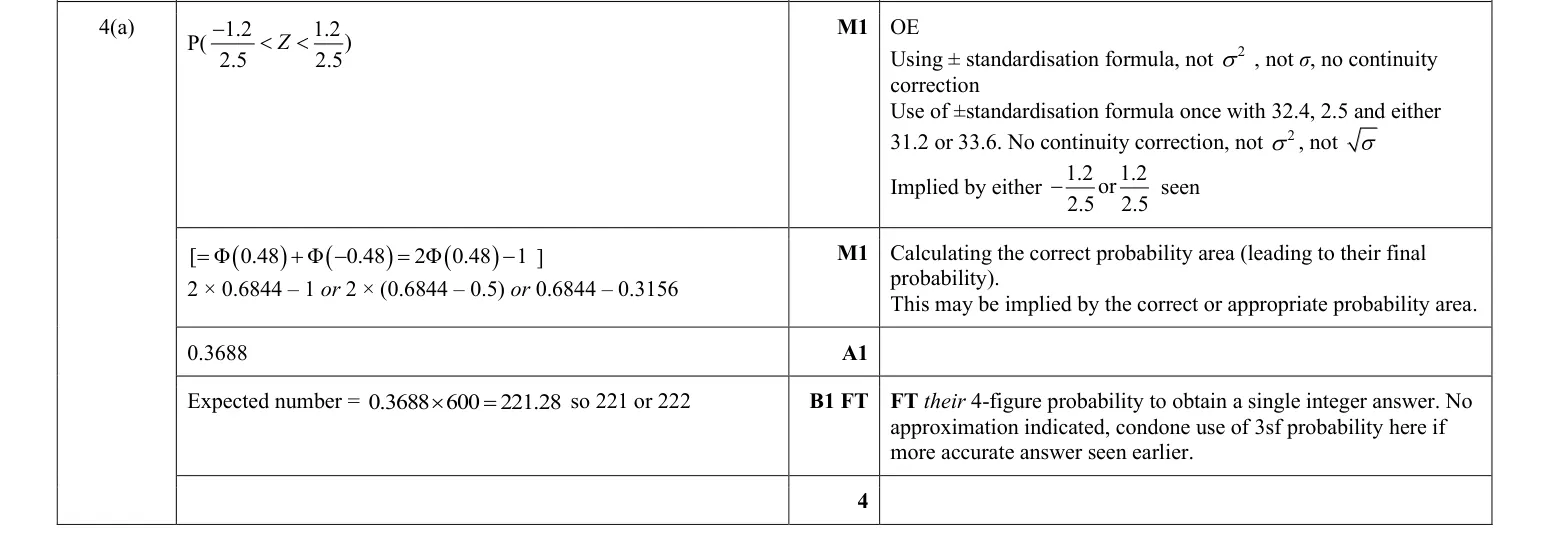 4(a)
P( −1.2/2.5 < Z < 1.2/2.5 )
M1
OE
Using ± standardisation formula, not σ² , not σ, no continuity
correction
Use of ±standardisation formula once with 32.4, 2.5 and either
31.2 or 33.6. No continuity correction, not σ² , not √σ
Implied by either − 1.2/2.5 or 1.2/2.5 seen
[= Φ(0.48) + Φ(−0.48) = 2Φ(0.48) − 1 ]
2 × 0.6844 – 1 or 2 × (0.6844 – 0.5) or 0.6844 – 0.3156
M1
Calculating the correct probability area (leading to their final
probability).
This may be implied by the correct or appropriate probability area.
0.3688
A1
Expected number = 0.3688 × 600 = 221.28 so 221 or 222
B1 FT
FT their 4-figure probability to obtain a single integer answer. No
approximation indicated, condone use of 3sf probability here if
more accurate answer seen earlier.
4